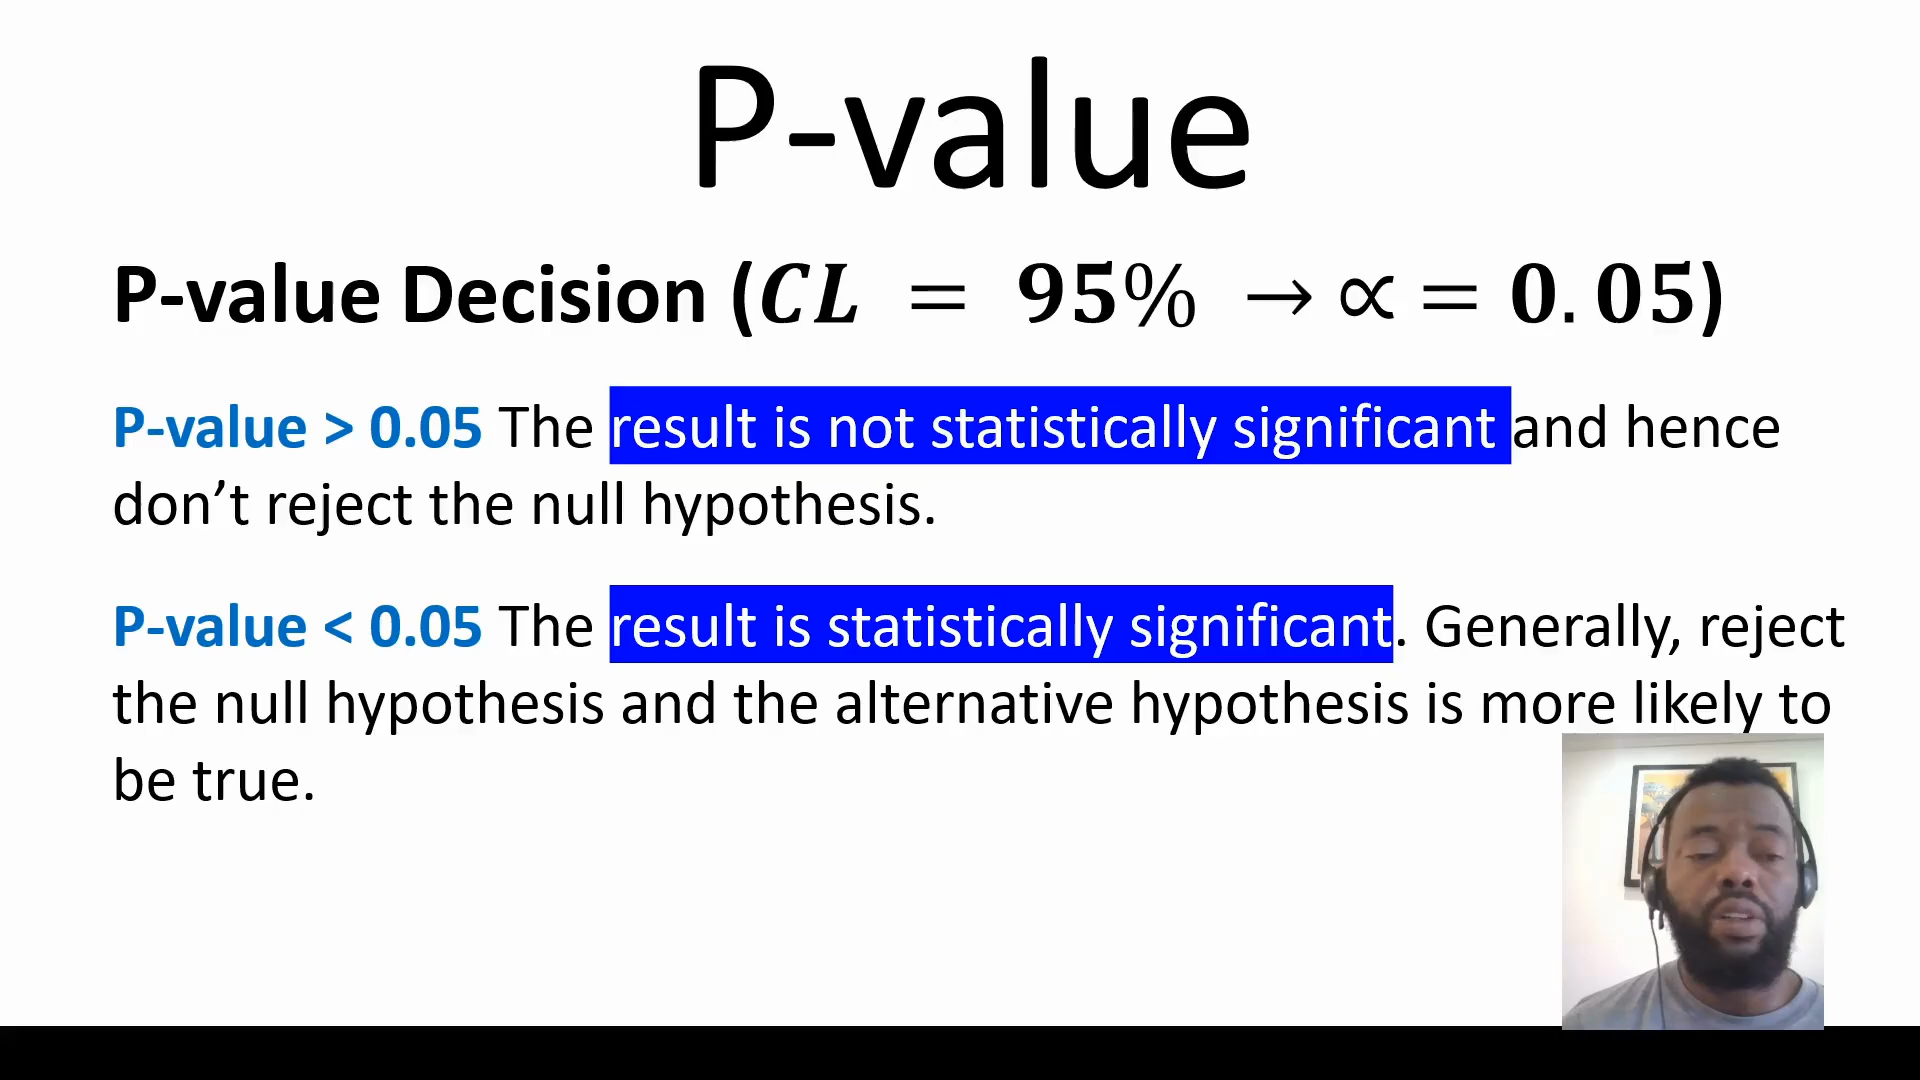 P-value
P-value Decision (CL = 95% → ∝ = 0.05)
P-value > 0.05 The result is not statistically significant and hence
don’t reject the null hypothesis.
P-value < 0.05 The result is statistically significant. Generally, reject
the null hypothesis and the alternative hypothesis is more likely to
be true.